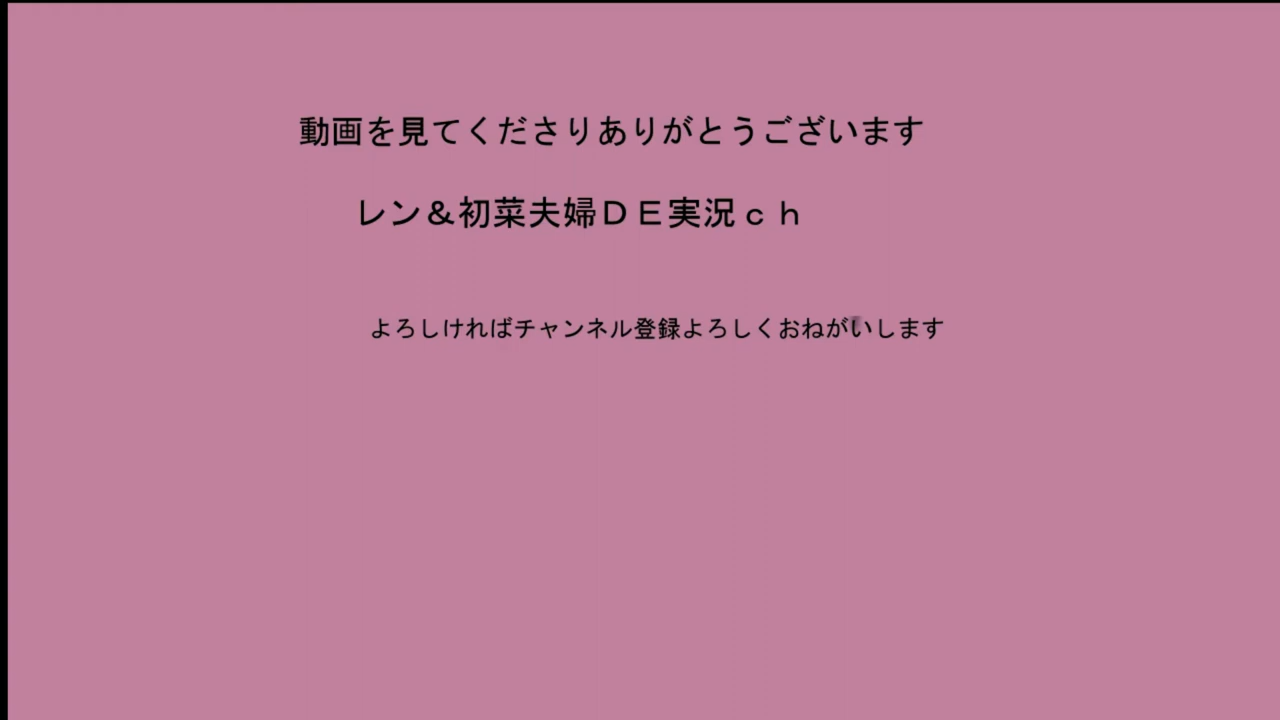 動画を見てくださりありがとうございます
レン＆初菜夫婦ＤＥ実況ｃｈ
よろしければチャンネル登録よろしくおねがいします